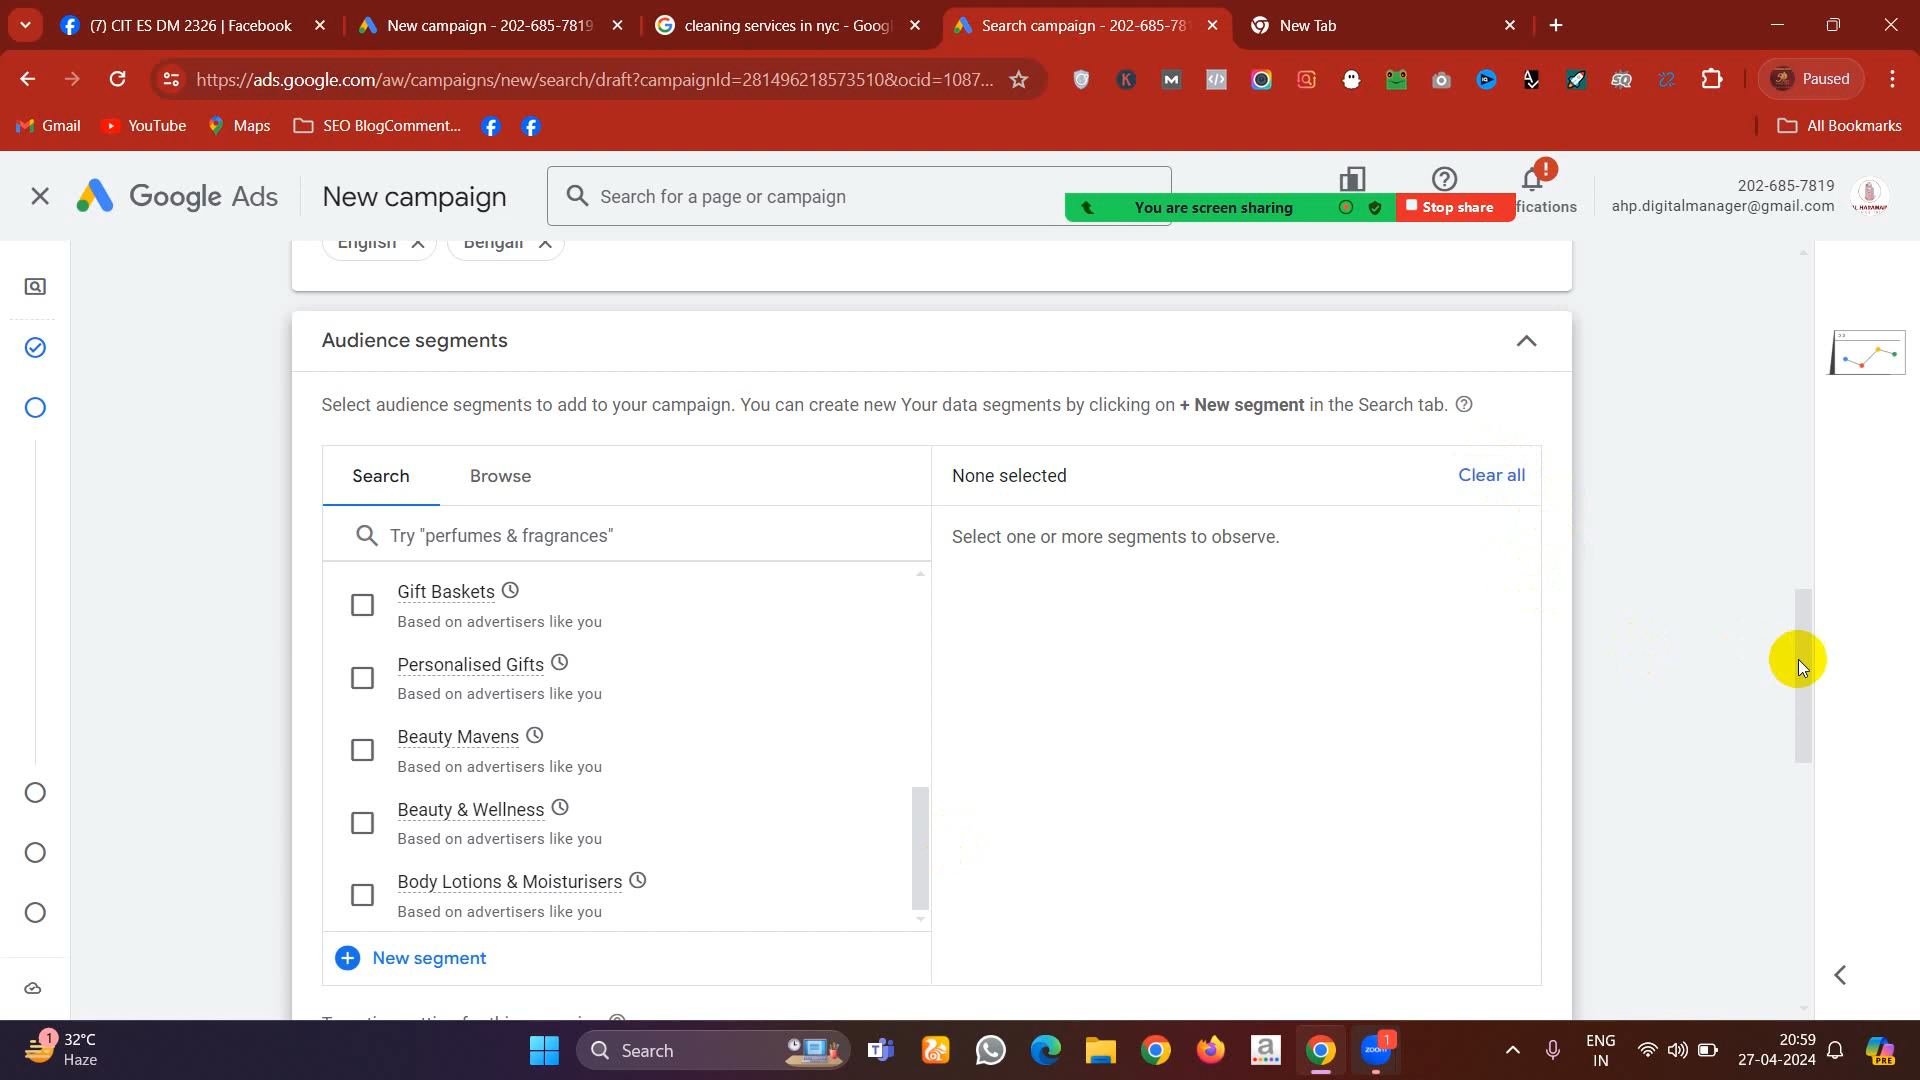 (7) CIT ES DM 2326 | Facebook
New campaign - 202-685-7819
cleaning services in nyc - Goog
Search campaign - 202-685-781
New Tab
https://ads.google.com/aw/campaigns/new/search/draft?campaignId=281496218573510&ocid=1087...
Paused
Gmail
YouTube
Maps
SEO BlogComment...
All Bookmarks
Google Ads
New campaign
Search for a page or campaign
You are screen sharing
Stop share
fications
202-685-7819
ahp.digitalmanager@gmail.com
English
Bengali
Audience segments
Select audience segments to add to your campaign. You can create new Your data segments by clicking on + New segment in the Search tab.
Search
Browse
None selected
Clear all
Try "perfumes & fragrances"
Select one or more segments to observe.
Gift Baskets
Based on advertisers like you
Personalised Gifts
Based on advertisers like you
Beauty Mavens
Based on advertisers like you
Beauty & Wellness
Based on advertisers like you
Body Lotions & Moisturisers
Based on advertisers like you
New segment
1
32°C
Haze
Search
zoom
1
ENG
IN
20:59
27-04-2024
PRE